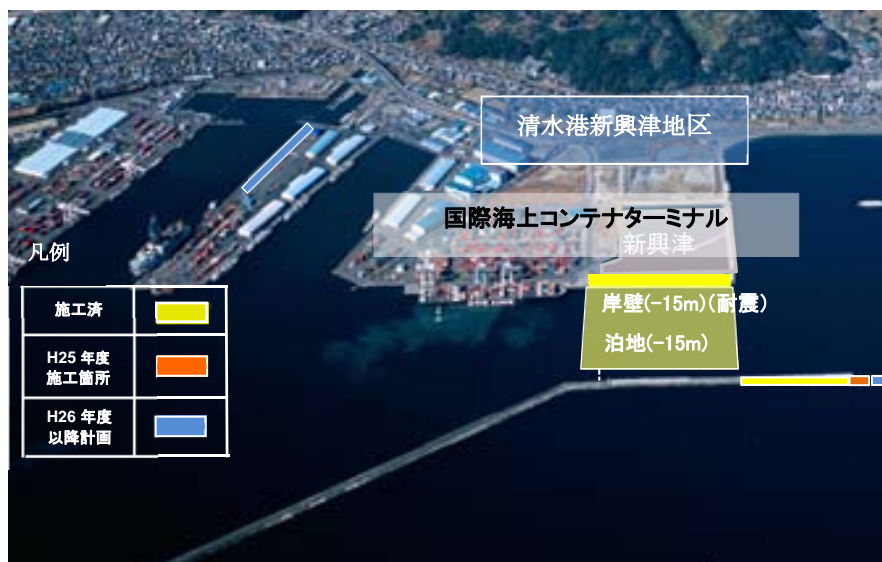 清水港新興津地区
国際海上コンテナターミナル
新興津
岸壁(-15m)(耐震)
泊地(-15m)
凡例
施工済
H25 年度
施工箇所
H26 年度
以降計画